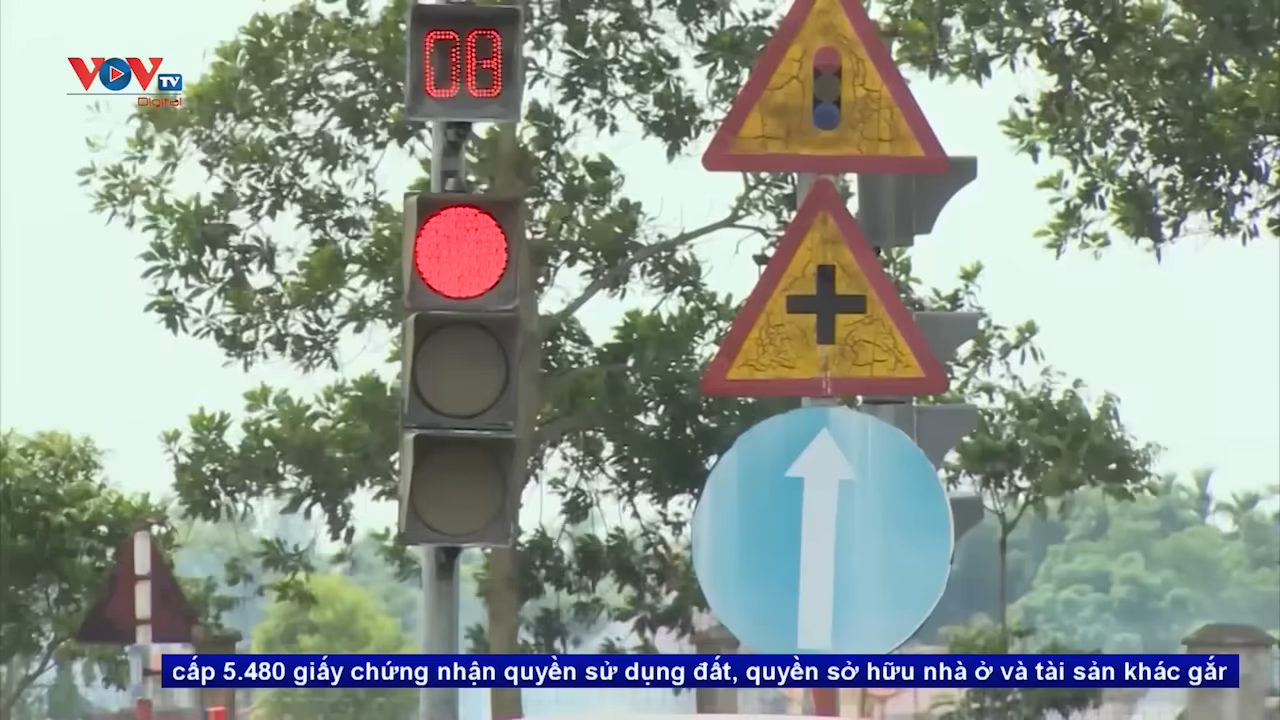 08
VOV TV
Digital
cấp 5.480 giấy chứng nhận quyền sử dụng đất, quyền sở hữu nhà ở và tài sản khác gắn